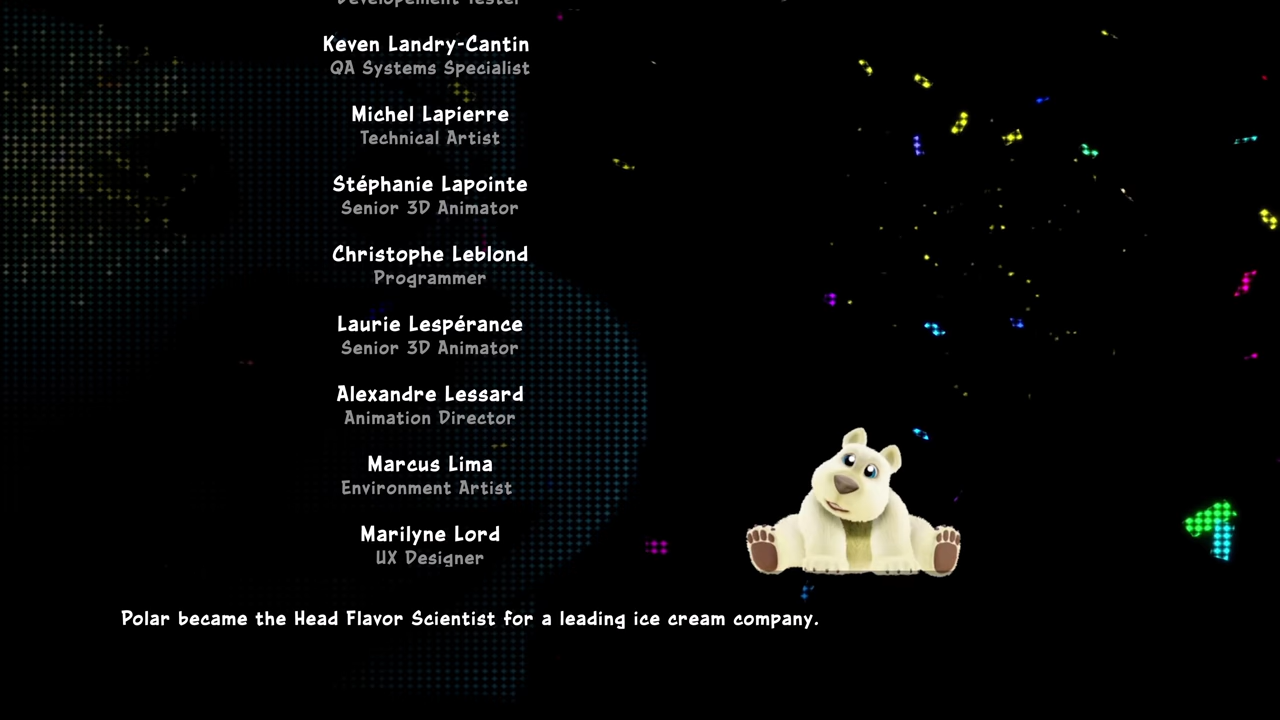 Developement Tester
Keven Landry-Cantin
QA Systems Specialist
Michel Lapierre
Technical Artist
Stéphanie Lapointe
Senior 3D Animator
Christophe Leblond
Programmer
Laurie Lespérance
Senior 3D Animator
Alexandre Lessard
Animation Director
Marcus Lima
Environment Artist
Marilyne Lord
UX Designer
Polar became the Head Flavor Scientist for a leading ice cream company.